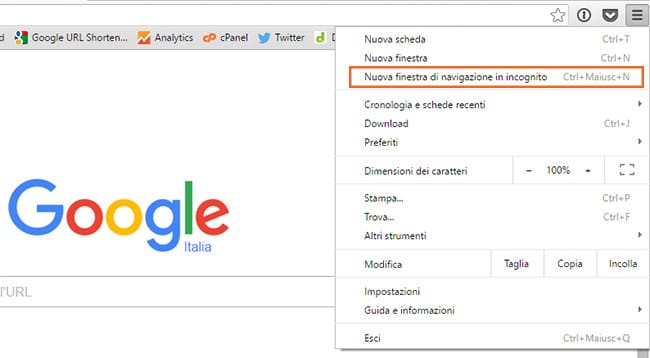 Google URL Shorten... Analytics cPanel Twitter
Google
Italia
l'URL
Nuova scheda Ctrl+T
Nuova finestra Ctrl+N
Nuova finestra di navigazione in incognito Ctrl+Maiusc+N
Cronologia e schede recenti
Download Ctrl+J
Preferiti
Dimensioni dei caratteri − 100% +
Stampa... Ctrl+P
Trova... Ctrl+F
Altri strumenti
Modifica Taglia Copia Incolla
Impostazioni
Guida e informazioni
Esci Ctrl+Maiusc+Q